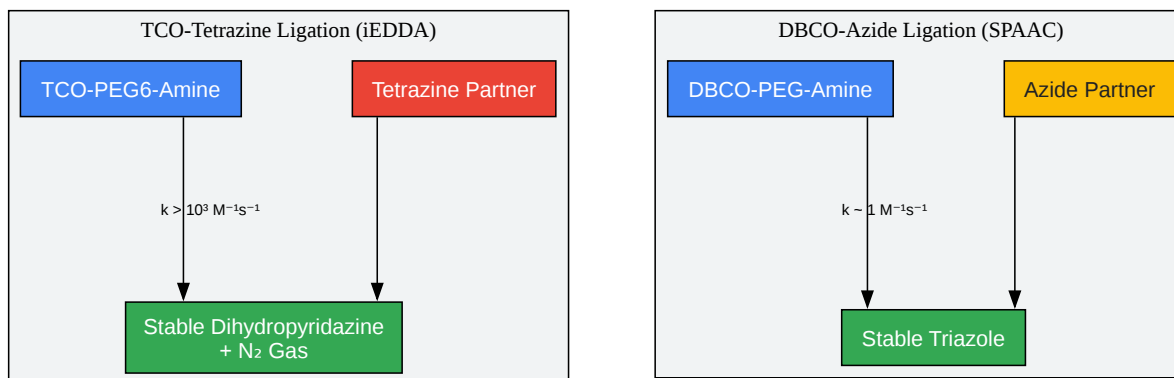 TCO-Tetrazine Ligation (iEDDA)
TCO-PEG6-Amine
Tetrazine Partner
k > 10³ M⁻¹s⁻¹
Stable Dihydropyridazine
+ N₂ Gas
DBCO-Azide Ligation (SPAAC)
DBCO-PEG-Amine
Azide Partner
k ~ 1 M⁻¹s⁻¹
Stable Triazole